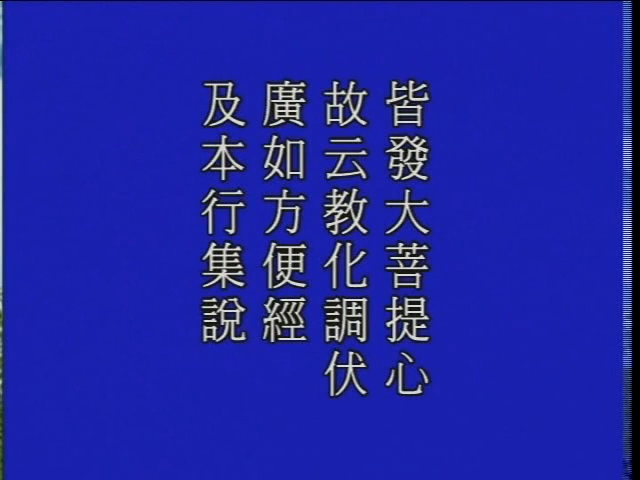 皆發大菩提心
故云教化調伏
廣如方便經
及本行集說